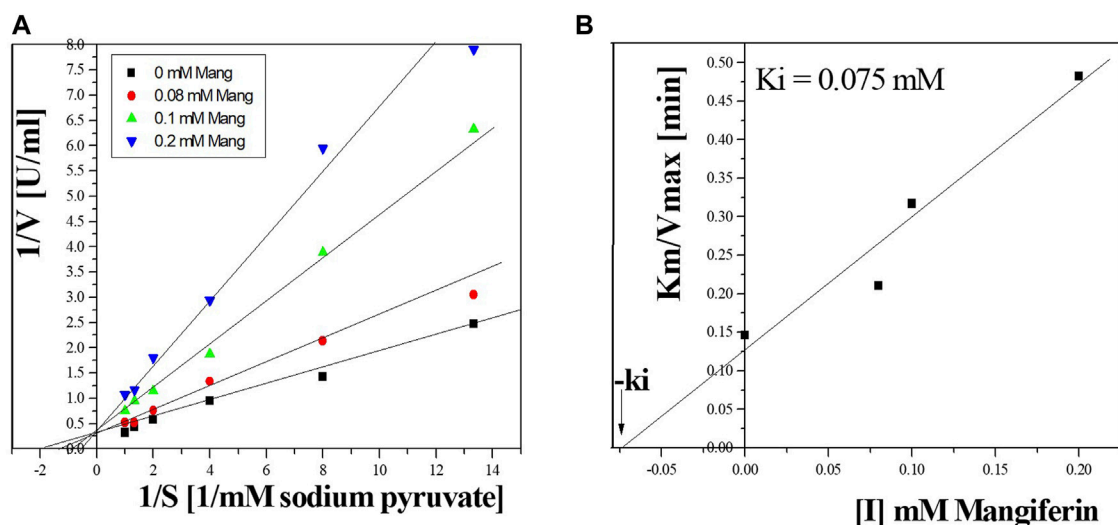 A
1/V [U/ml]
8.0
7.5
7.0
6.5
6.0
5.5
5.0
4.5
4.0
3.5
3.0
2.5
2.0
1.5
1.0
0.5
0.0
0 mM Mang
0.08 mM Mang
0.1 mM Mang
0.2 mM Mang
-2 0 2 4 6 8 10 12 14
1/S [1/mM sodium pyruvate]
B
Km/Vmax [min]
0.50
0.45
0.40
0.35
0.30
0.25
0.20
0.15
0.10
0.05
0.00
Ki = 0.075 mM
-ki
-0.05 0.00 0.05 0.10 0.15 0.20
[I] mM Mangiferin